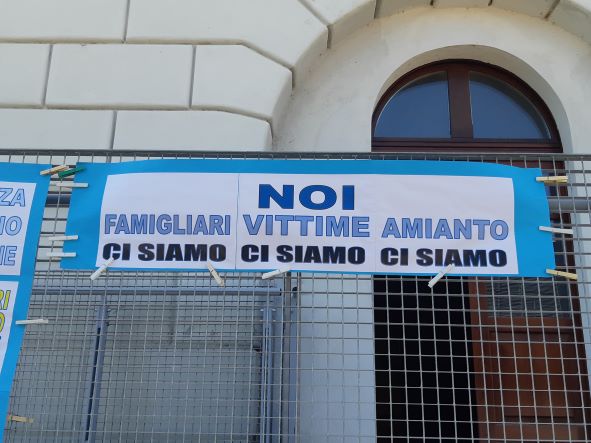 NOI
FAMIGLIARI VITTIME AMIANTO
CI SIAMO CI SIAMO CI SIAMO